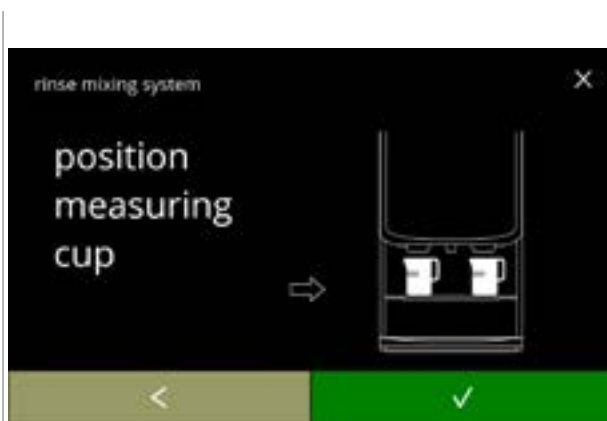 rinse mixing system
position
measuring
cup